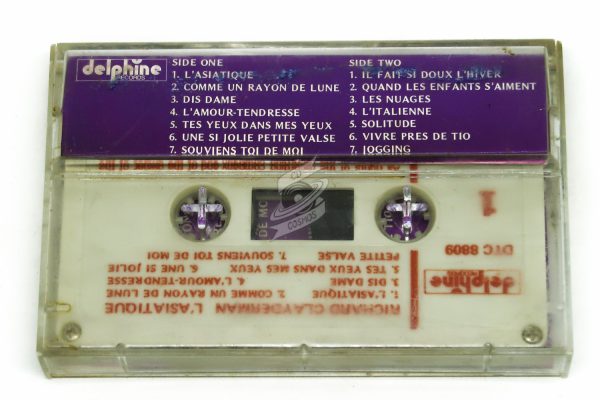 delphine
RECORDS
SIDE ONE
1. L'ASIATIQUE
2. COMME UN RAYON DE LUNE
3. DIS DAME
4. L'AMOUR-TENDRESSE
5. TES YEUX DANS MES YEUX
6. UNE SI JOLIE PETITE VALSE
7. SOUVIENS TOI DE MOI
SIDE TWO
1. IL FAIT SI DOUX L'HIVER
2. QUAND LES ENFANTS S'AIMENT
3. LES NUAGES
4. L'ITALIENNE
5. SOLITUDE
6. VIVRE PRES DE TIO
7. JOGGING
CD
COSMOS
DE MO
RICHARD CLAYDERMAN L'ASIATIQUE
1. L'ASIATIQUE 2. COMME UN RAYON DE LUNE
3. DIS DAME 4. L'AMOUR-TENDRESSE
5. TES YEUX DANS MES YEUX 6. UNE SI JOLIE
PETITE VALSE 7. SOUVIENS TOI DE MOI
delphine
RECORDS
DTC 8809
1